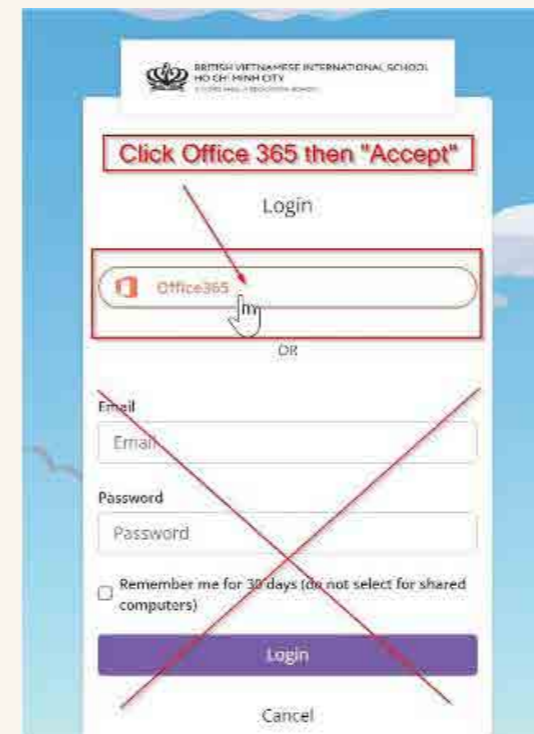 BRITISH VIETNAMESE INTERNATIONAL SCHOOL
HO CHI MINH CITY
Click Office 365 then "Accept"
Login
Office365
OR
Email
Email
Password
Password
Remember me for 30 days (do not select for shared
computers)
Login
Cancel